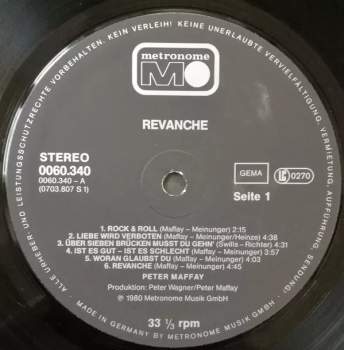 ALLE URHEBER- UND LEISTUNGSSCHUTZRECHTE VORBEHALTEN. KEIN VERLEIH! KEINE UNERLAUBTE VERVIELFÄLTIGUNG, VERMIETUNG, AUFFÜHRUNG, SENDUNG!
metronome
M
REVANCHE
STEREO
0060.340
0060.340 – A
(0703.807 S 1)
GEMA
LC 0270
Seite 1
1. ROCK & ROLL (Maffay – Meinunger) 2:15
2. LIEBE WIRD VERBOTEN (Maffay – Meinunger/Heinze) 4:38
3. ÜBER SIEBEN BRÜCKEN MUSST DU GEHN' (Swills – Richter) 4:31
4. IST ES GUT – IST ES SCHLECHT (Maffay – Meinunger) 3:57
5. WORAN GLAUBST DU (Maffay – Meinunger) 4:48
6. REVANCHE (Maffay – Meinunger) 4:45
PETER MAFFAY
Produktion: Peter Wagner/Peter Maffay
℗ 1980 Metronome Musik GmbH
33 ⅓ rpm
MADE IN GERMANY BY METRONOME MUSIK GMBH